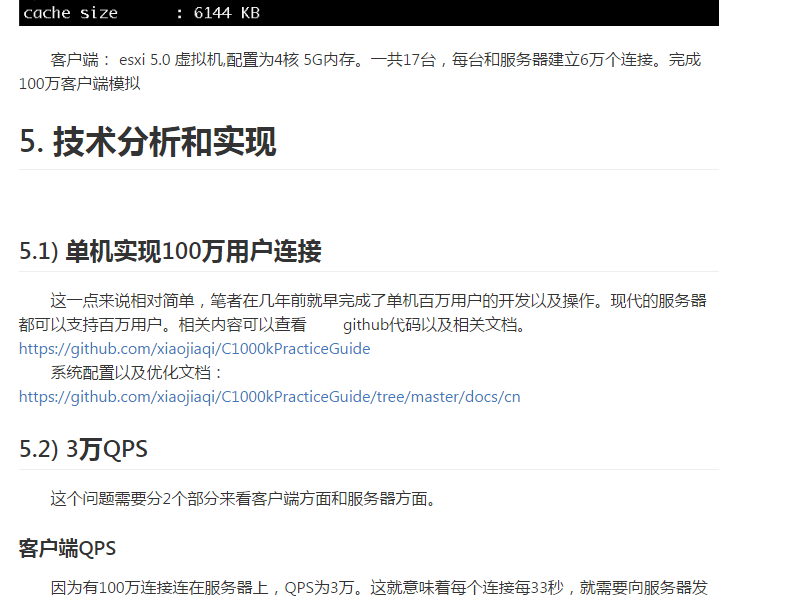 cache size : 6144 KB
客户端： esxi 5.0 虚拟机,配置为4核 5G内存。一共17台，每台和服务器建立6万个连接。完成
100万客户端模拟
5. 技术分析和实现
5.1) 单机实现100万用户连接
这一点来说相对简单，笔者在几年前就早完成了单机百万用户的开发以及操作。现代的服务器
都可以支持百万用户。相关内容可以查看 github代码以及相关文档。
https://github.com/xiaojiaqi/C1000kPracticeGuide
系统配置以及优化文档：
https://github.com/xiaojiaqi/C1000kPracticeGuide/tree/master/docs/cn
5.2) 3万QPS
这个问题需要分2个部分来看客户端方面和服务器方面。
客户端QPS
因为有100万连接连在服务器上，QPS为3万。这就意味着每个连接每33秒，就需要向服务器发